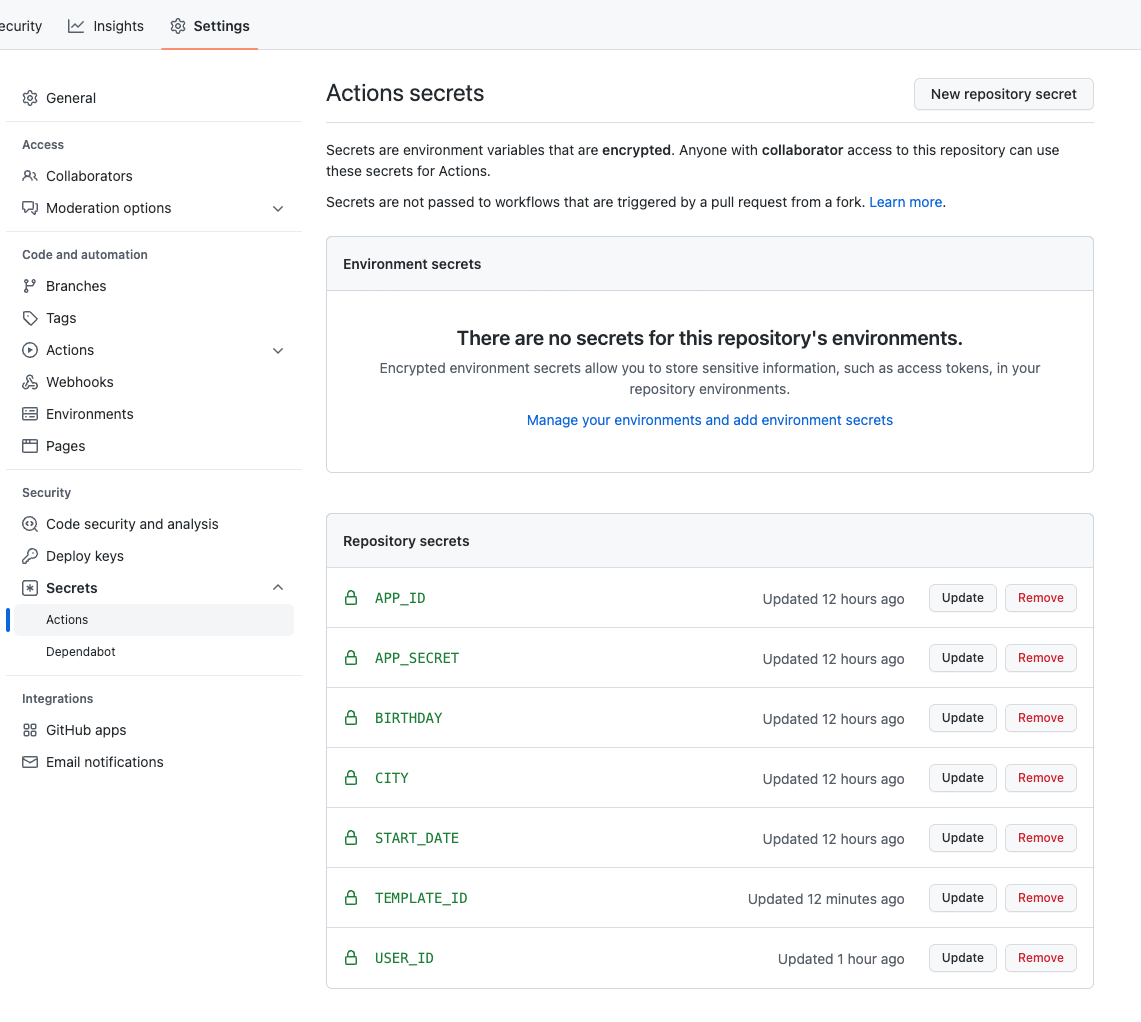 ecurity Insights Settings
General
Access
Collaborators
Moderation options
Code and automation
Branches
Tags
Actions
Webhooks
Environments
Pages
Security
Code security and analysis
Deploy keys
Secrets
Actions
Dependabot
Integrations
GitHub apps
Email notifications
Actions secrets
New repository secret
Secrets are environment variables that are encrypted. Anyone with collaborator access to this repository can use
these secrets for Actions.
Secrets are not passed to workflows that are triggered by a pull request from a fork. Learn more.
Environment secrets
There are no secrets for this repository's environments.
Encrypted environment secrets allow you to store sensitive information, such as access tokens, in your
repository environments.
Manage your environments and add environment secrets
Repository secrets
APP_ID Updated 12 hours ago Update Remove
APP_SECRET Updated 12 hours ago Update Remove
BIRTHDAY Updated 12 hours ago Update Remove
CITY Updated 12 hours ago Update Remove
START_DATE Updated 12 hours ago Update Remove
TEMPLATE_ID Updated 12 minutes ago Update Remove
USER_ID Updated 1 hour ago Update Remove